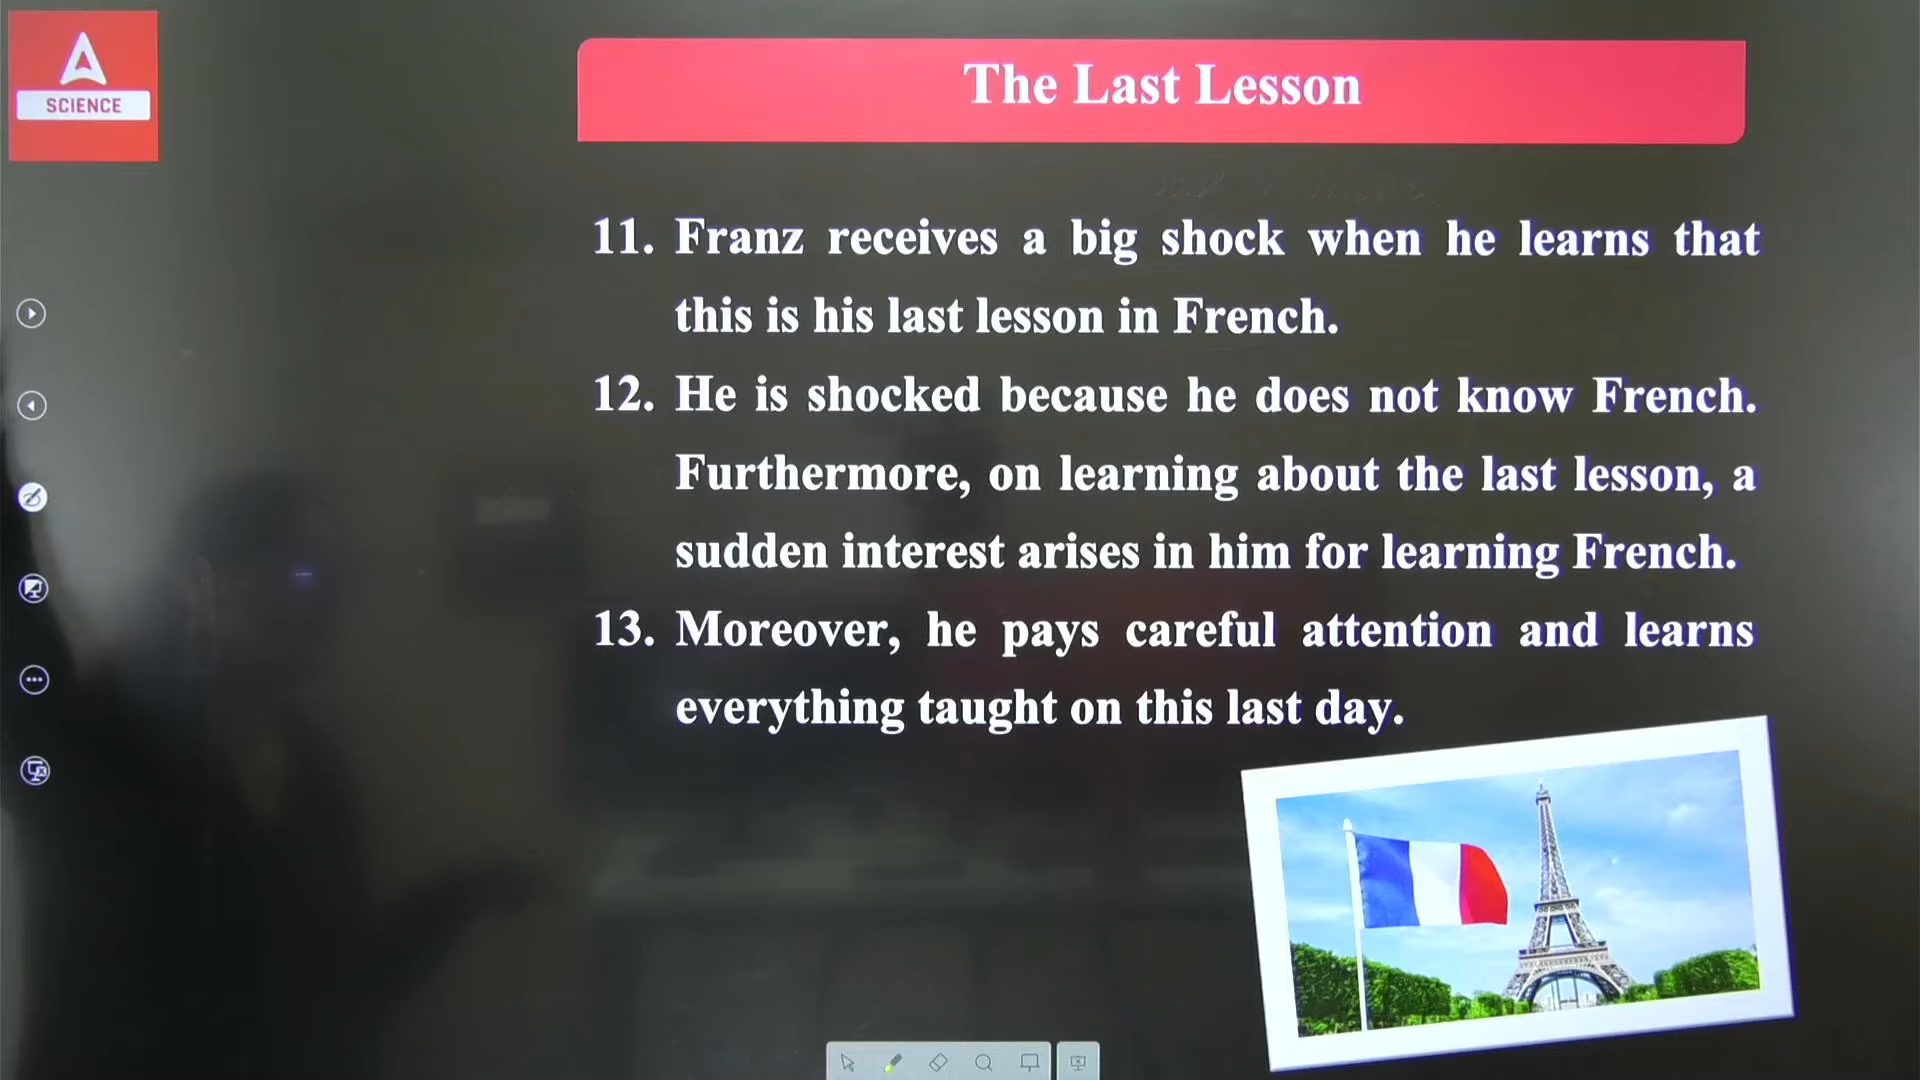 SCIENCE
The Last Lesson
11. Franz receives a big shock when he learns that
this is his last lesson in French.
12. He is shocked because he does not know French.
Furthermore, on learning about the last lesson, a
sudden interest arises in him for learning French.
13. Moreover, he pays careful attention and learns
everything taught on this last day.